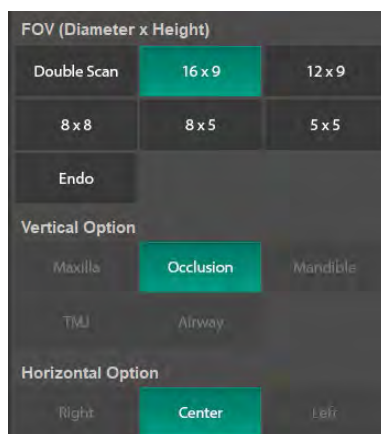 FOV (Diameter x Height)
Double Scan 16 x 9 12 x 9
8 x 8 8 x 5 5 x 5
Endo
Vertical Option
Maxilla Occlusion Mandible
TMJ Airway
Horizontal Option
Right Center Left